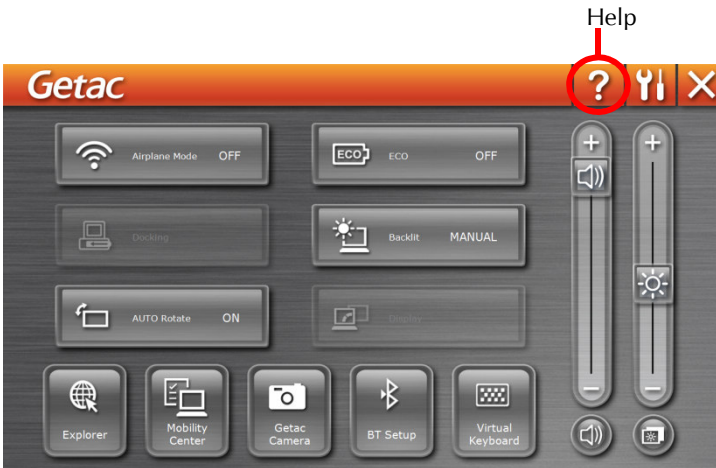 Help
Getac
?
Airplane Mode OFF
ECO ECO OFF
Docking
Backlit MANUAL
AUTO Rotate ON
Display
Explorer
Mobility
Center
Getac
Camera
BT Setup
Virtual
Keyboard